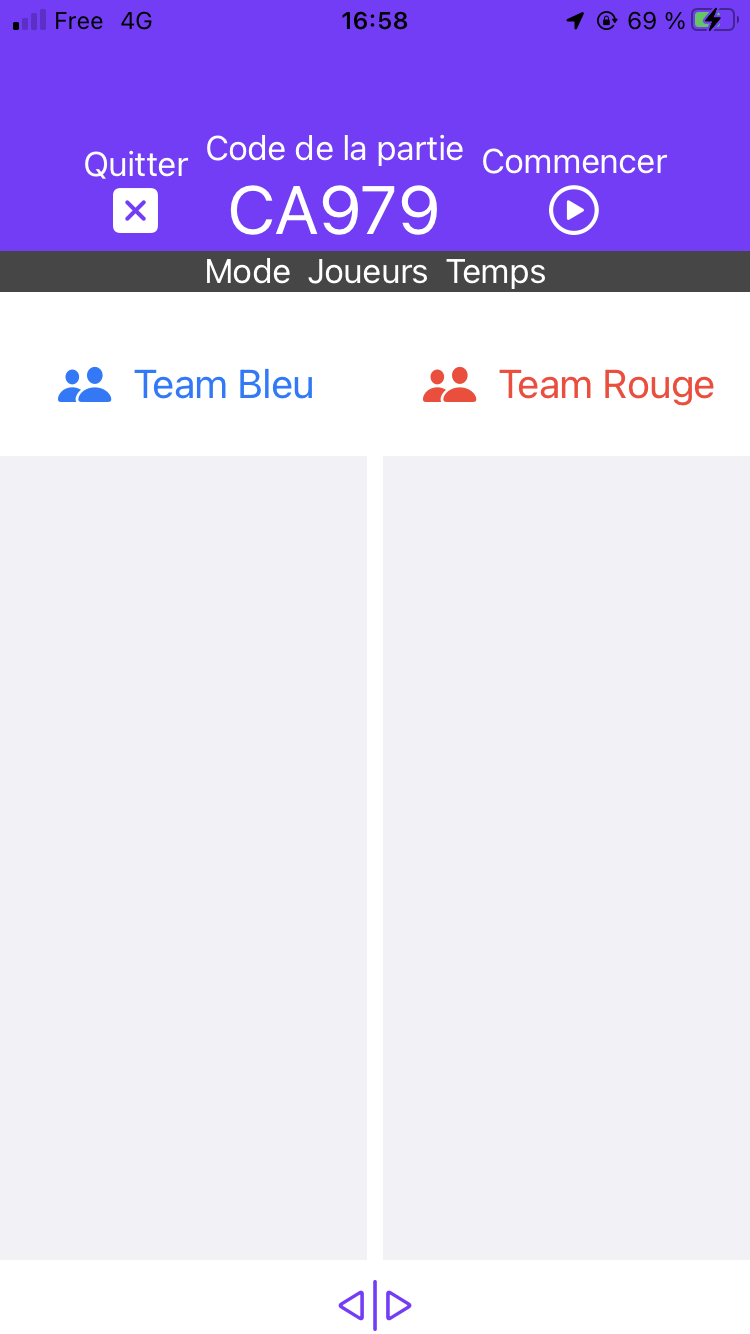 Free 4G 16:58 69 %
Quitter Code de la partie Commencer
CA979
Mode Joueurs Temps
Team Bleu Team Rouge